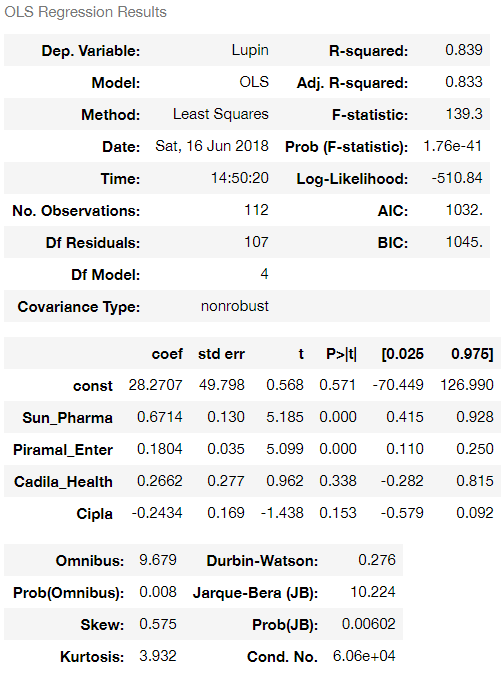 OLS Regression Results
Dep. Variable: Lupin R-squared: 0.839
Model: OLS Adj. R-squared: 0.833
Method: Least Squares F-statistic: 139.3
Date: Sat, 16 Jun 2018 Prob (F-statistic): 1.76e-41
Time: 14:50:20 Log-Likelihood: -510.84
No. Observations: 112 AIC: 1032.
Df Residuals: 107 BIC: 1045.
Df Model: 4
Covariance Type: nonrobust
coef std err t P>|t| [0.025 0.975]
const 28.2707 49.798 0.568 0.571 -70.449 126.990
Sun_Pharma 0.6714 0.130 5.185 0.000 0.415 0.928
Piramal_Enter 0.1804 0.035 5.099 0.000 0.110 0.250
Cadila_Health 0.2662 0.277 0.962 0.338 -0.282 0.815
Cipla -0.2434 0.169 -1.438 0.153 -0.579 0.092
Omnibus: 9.679 Durbin-Watson: 0.276
Prob(Omnibus): 0.008 Jarque-Bera (JB): 10.224
Skew: 0.575 Prob(JB): 0.00602
Kurtosis: 3.932 Cond. No. 6.06e+04